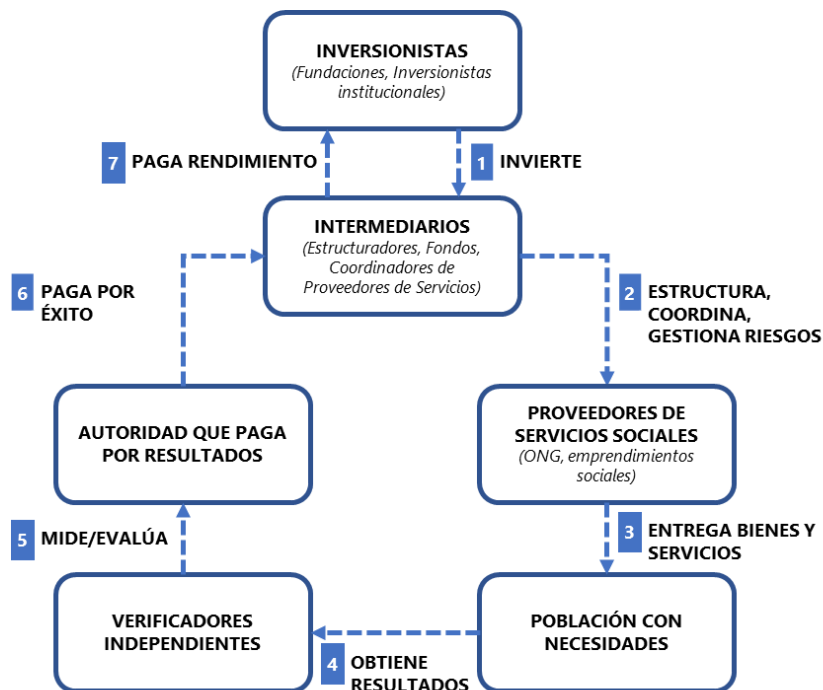 INVERSIONISTAS
(Fundaciones, Inversionistas
institucionales)
7 PAGA RENDIMIENTO
1 INVIERTE
INTERMEDIARIOS
(Estructuradores, Fondos,
Coordinadores de
Proveedores de Servicios)
6 PAGA POR
ÉXITO
2 ESTRUCTURA,
COORDINA,
GESTIONA RIESGOS
AUTORIDAD QUE PAGA
POR RESULTADOS
PROVEEDORES DE
SERVICIOS SOCIALES
(ONG, emprendimientos
sociales)
5 MIDE/EVALÚA
3 ENTREGA BIENES Y
SERVICIOS
VERIFICADORES
INDEPENDIENTES
POBLACIÓN CON
NECESIDADES
4 OBTIENE
RESULTADOS